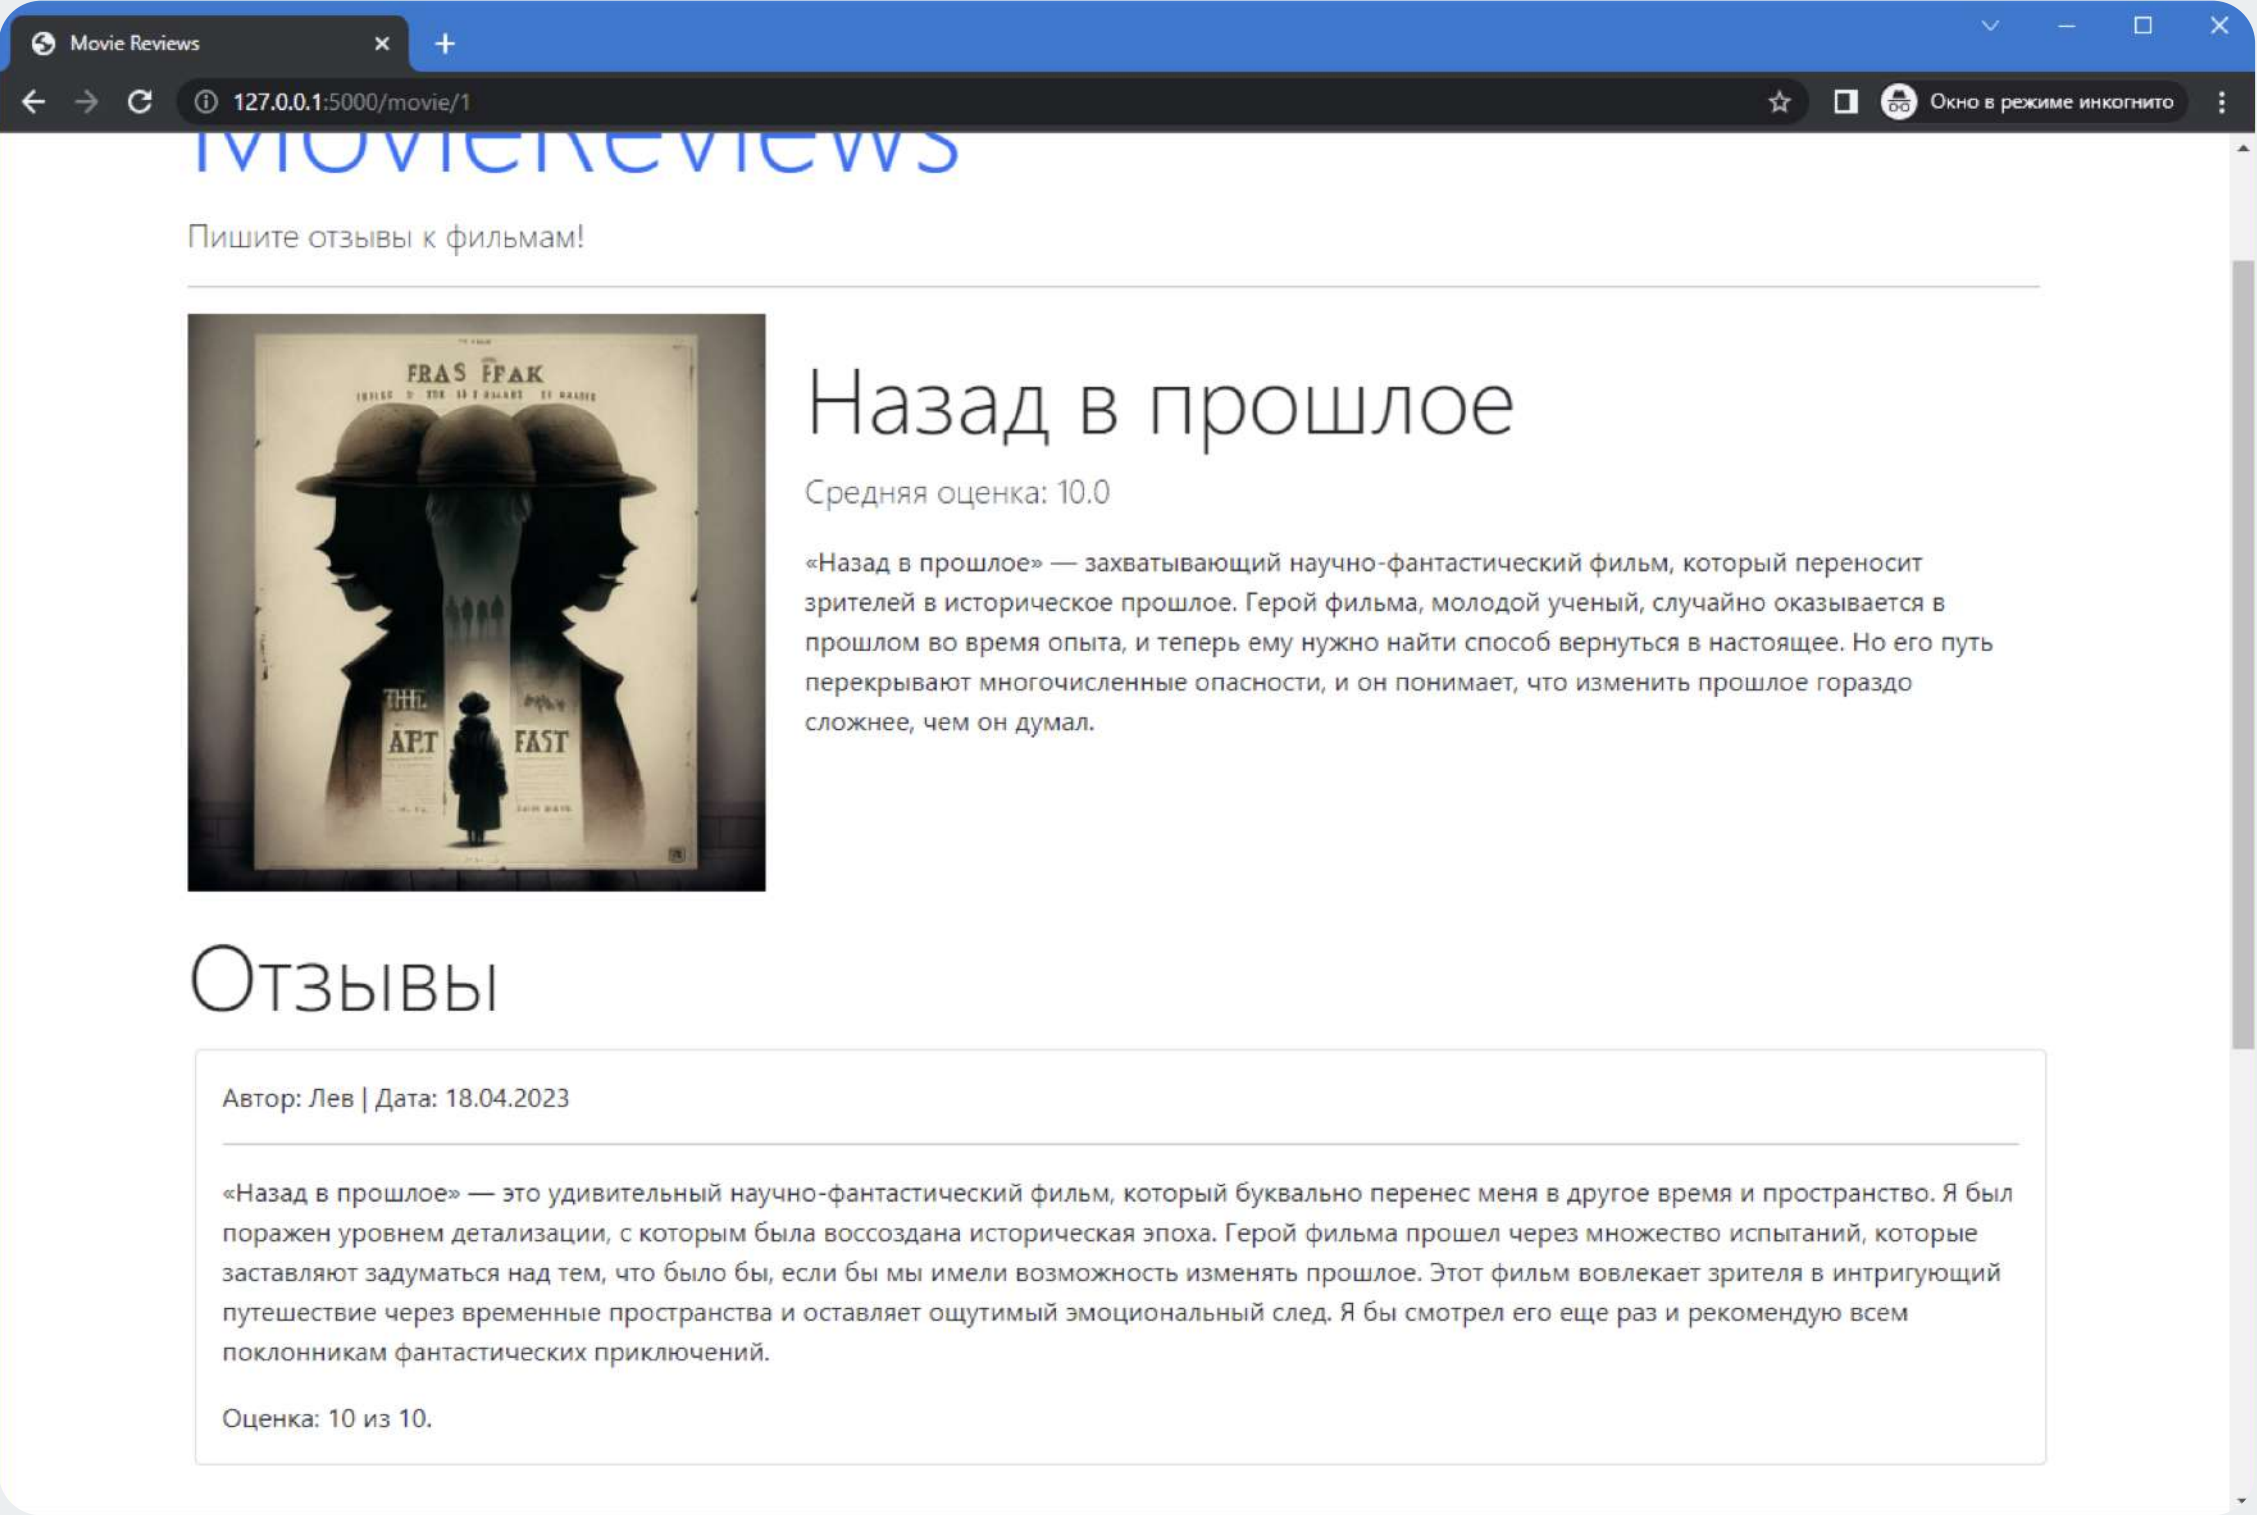 Movie Reviews
127.0.0.1:5000/movie/1
Окно в режиме инкогнито
MovieReviews
Пишите отзывы к фильмам!
FRAS FFAK
THE
ART
FAST
Назад в прошлое
Средняя оценка: 10.0
«Назад в прошлое» — захватывающий научно-фантастический фильм, который переносит
зрителей в историческое прошлое. Герой фильма, молодой ученый, случайно оказывается в
прошлом во время опыта, и теперь ему нужно найти способ вернуться в настоящее. Но его путь
перекрывают многочисленные опасности, и он понимает, что изменить прошлое гораздо
сложнее, чем он думал.
Отзывы
Автор: Лев | Дата: 18.04.2023
«Назад в прошлое» — это удивительный научно-фантастический фильм, который буквально перенес меня в другое время и пространство. Я был
поражен уровнем детализации, с которым была воссоздана историческая эпоха. Герой фильма прошел через множество испытаний, которые
заставляют задуматься над тем, что было бы, если бы мы имели возможность изменять прошлое. Этот фильм вовлекает зрителя в интригующий
путешествие через временные пространства и оставляет ощутимый эмоциональный след. Я бы смотрел его еще раз и рекомендую всем
поклонникам фантастических приключений.
Оценка: 10 из 10.